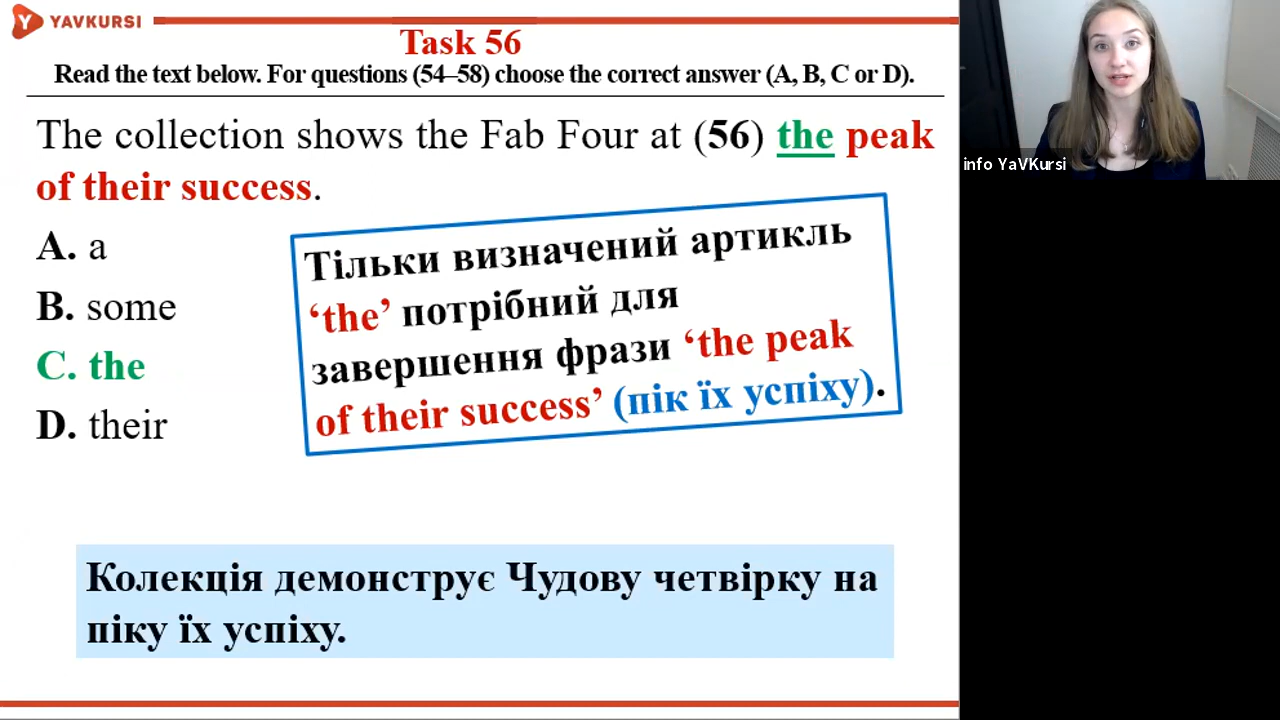 YAVKURSI
Task 56
Read the text below. For questions (54–58) choose the correct answer (A, B, C or D).
The collection shows the Fab Four at (56) the peak
of their success.
A. a
B. some
C. the
D. their
Тільки визначений артикль
‘the’ потрібний для
завершення фрази ‘the peak
of their success’ (пік їх успіху).
Колекція демонструє Чудову четвірку на
піку їх успіху.
info YaVKursi